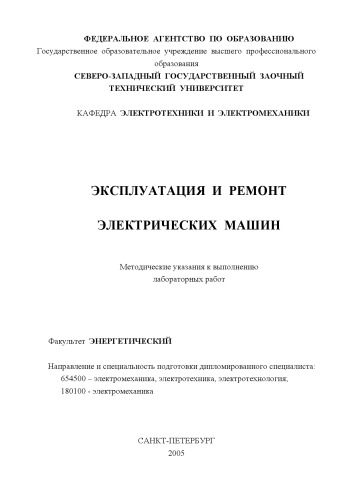 ФЕДЕРАЛЬНОЕ АГЕНТСТВО ПО ОБРАЗОВАНИЮ
Государственное образовательное учреждение высшего профессионального
образования
СЕВЕРО-ЗАПАДНЫЙ ГОСУДАРСТВЕННЫЙ ЗАОЧНЫЙ
ТЕХНИЧЕСКИЙ УНИВЕРСИТЕТ
КАФЕДРА ЭЛЕКТРОТЕХНИКИ И ЭЛЕКТРОМЕХАНИКИ
ЭКСПЛУАТАЦИЯ И РЕМОНТ
ЭЛЕКТРИЧЕСКИХ МАШИН
Методические указания к выполнению
лабораторных работ
Факультет ЭНЕРГЕТИЧЕСКИЙ
Направление и специальность подготовки дипломированного специалиста:
654500 – электромеханика, электротехника, электротехнология;
180100 - электромеханика
САНКТ-ПЕТЕРБУРГ
2005